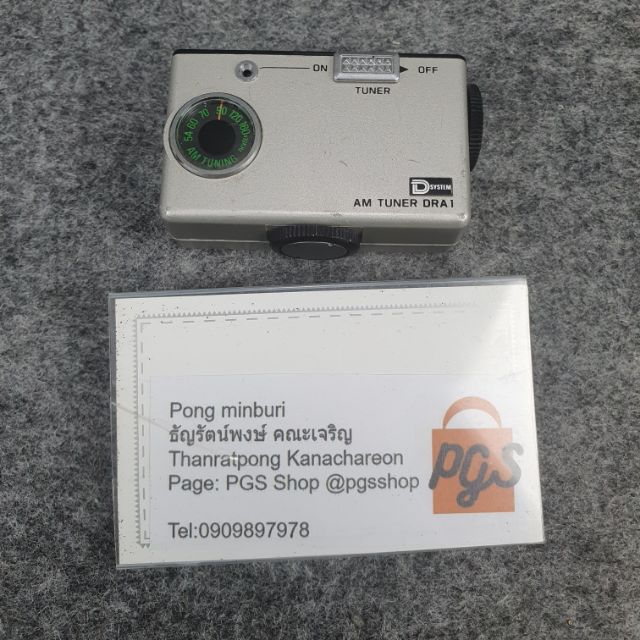 ON
OFF
TUNER
54 60 70 90 120 160
AM TUNING
D SYSTEM
AM TUNER DRA1
Pong minburi
ธัญรัตน์พงษ์ คณะเจริญ
Thanratpong Kanachareon
Page: PGS Shop @pgsshop
Tel:0909897978
PGS